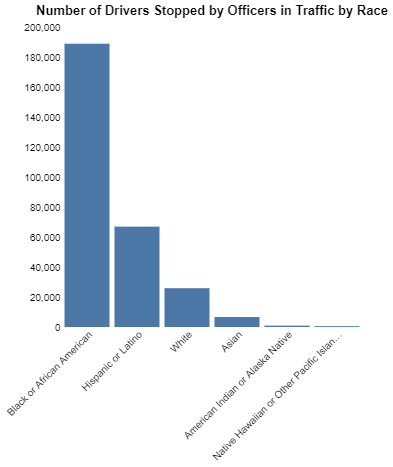 Number of Drivers Stopped by Officers in Traffic by Race
200,000
180,000
160,000
140,000
120,000
100,000
80,000
60,000
40,000
20,000
0
Black or African American
Hispanic or Latino
White
Asian
American Indian or Alaska Native
Native Hawaiian or Other Pacific Islan...